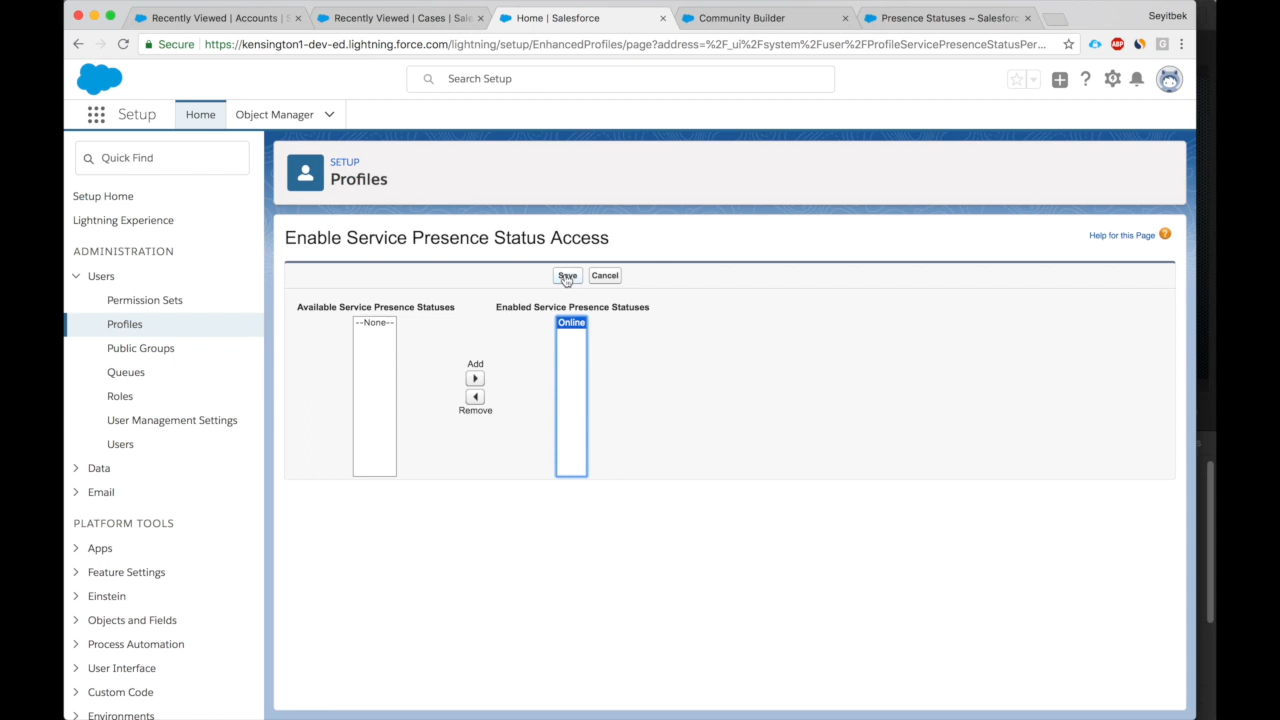 Recently Viewed | Accounts | S
Recently Viewed | Cases | Sale
Home | Salesforce
Community Builder
Presence Statuses ~ Salesforc
Seyitbek
Secure
https://kensington1-dev-ed.lightning.force.com/lightning/setup/EnhancedProfiles/page?address=%2F_ui%2Fsystem%2Fuser%2FProfileServicePresenceStatusPer...
ABP
G
Search Setup
Setup
Home
Object Manager
Quick Find
Setup Home
Lightning Experience
ADMINISTRATION
Users
Permission Sets
Profiles
Public Groups
Queues
Roles
User Management Settings
Users
Data
Email
PLATFORM TOOLS
Apps
Feature Settings
Einstein
Objects and Fields
Process Automation
User Interface
Custom Code
Environments
SETUP
Profiles
Enable Service Presence Status Access
Help for this Page ?
Save
Cancel
Available Service Presence Statuses
Enabled Service Presence Statuses
--None--
Online
Add
Remove